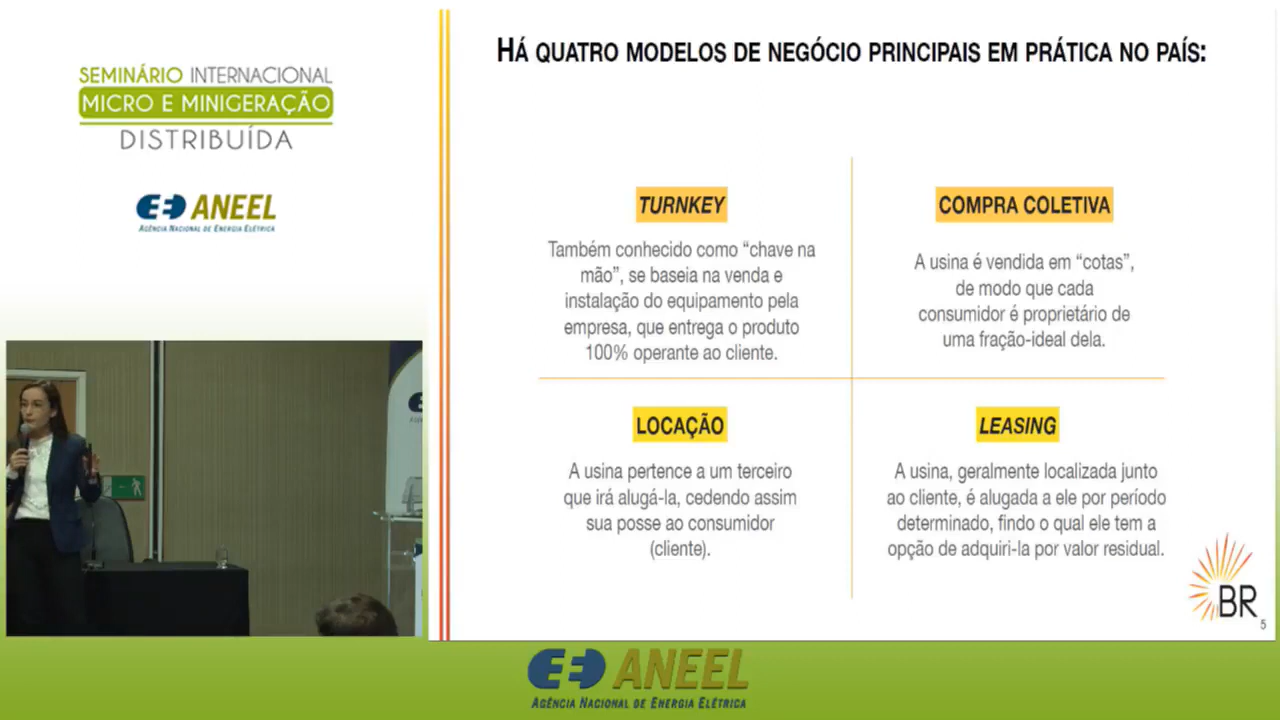 SEMINÁRIO INTERNACIONAL
MICRO E MINIGERAÇÃO
DISTRIBUÍDA
ANEEL
AGÊNCIA NACIONAL DE ENERGIA ELÉTRICA
HÁ QUATRO MODELOS DE NEGÓCIO PRINCIPAIS EM PRÁTICA NO PAÍS:
TURNKEY
Também conhecido como “chave na
mão”, se baseia na venda e
instalação do equipamento pela
empresa, que entrega o produto
100% operante ao cliente.
COMPRA COLETIVA
A usina é vendida em “cotas”,
de modo que cada
consumidor é proprietário de
uma fração-ideal dela.
LOCAÇÃO
A usina pertence a um terceiro
que irá alugá-la, cedendo assim
sua posse ao consumidor
(cliente).
LEASING
A usina, geralmente localizada junto
ao cliente, é alugada a ele por período
determinado, findo o qual ele tem a
opção de adquiri-la por valor residual.
BR
5
ANEEL
AGÊNCIA NACIONAL DE ENERGIA ELÉTRICA